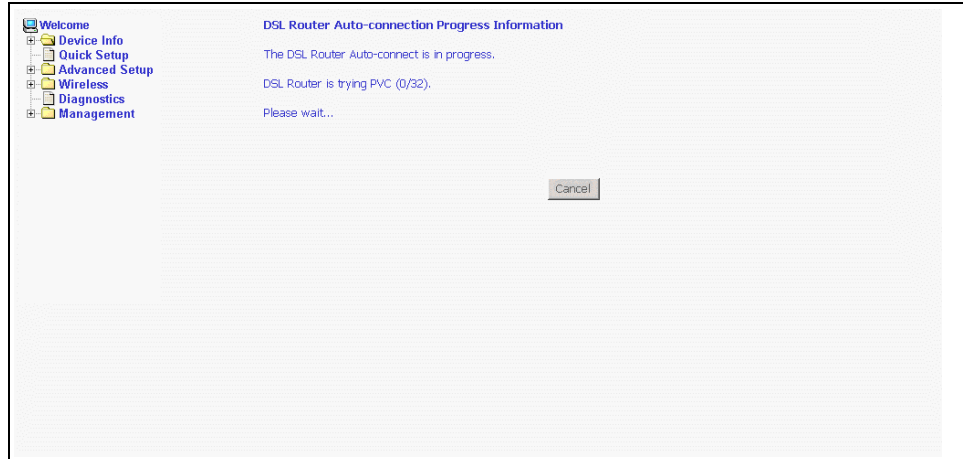 Welcome
Device Info
Quick Setup
Advanced Setup
Wireless
Diagnostics
Management
DSL Router Auto-connection Progress Information
The DSL Router Auto-connect is in progress.
DSL Router is trying PVC (0/32).
Please wait...
Cancel